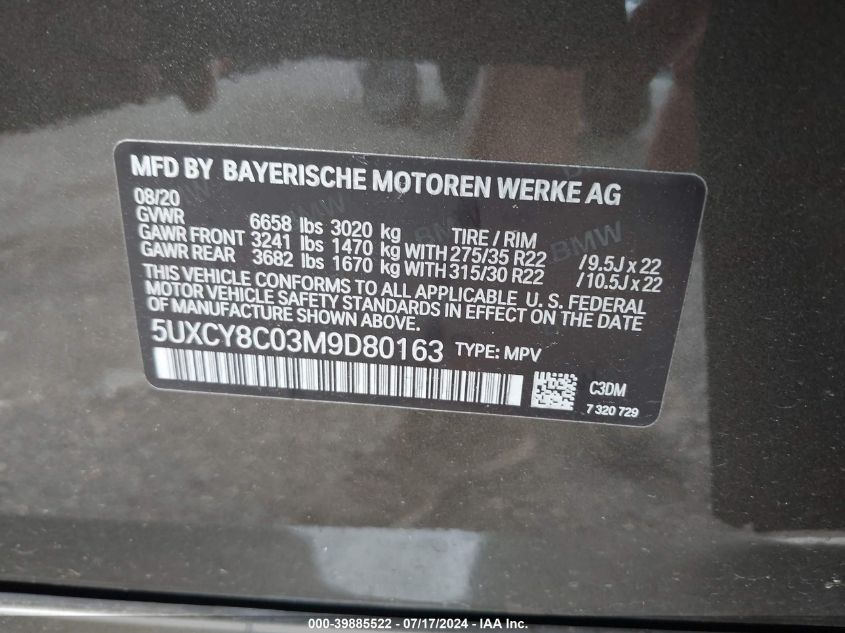 MFD BY BAYERISCHE MOTOREN WERKE AG
08/20
GVWR 6658 lbs 3020 kg TIRE / RIM
GAWR FRONT 3241 lbs 1470 kg WITH 275/35 R22 /9.5J x 22
GAWR REAR 3682 lbs 1670 kg WITH 315/30 R22 /10.5J x 22
THIS VEHICLE CONFORMS TO ALL APPLICABLE U. S. FEDERAL
MOTOR VEHICLE SAFETY STANDARDS IN EFFECT ON THE DATE
OF MANUFACTURE SHOWN ABOVE.
5UXCY8C03M9D80163 TYPE: MPV
C3DM
7 320 729
BMW
000-39885522 - 07/17/2024 - IAA Inc.